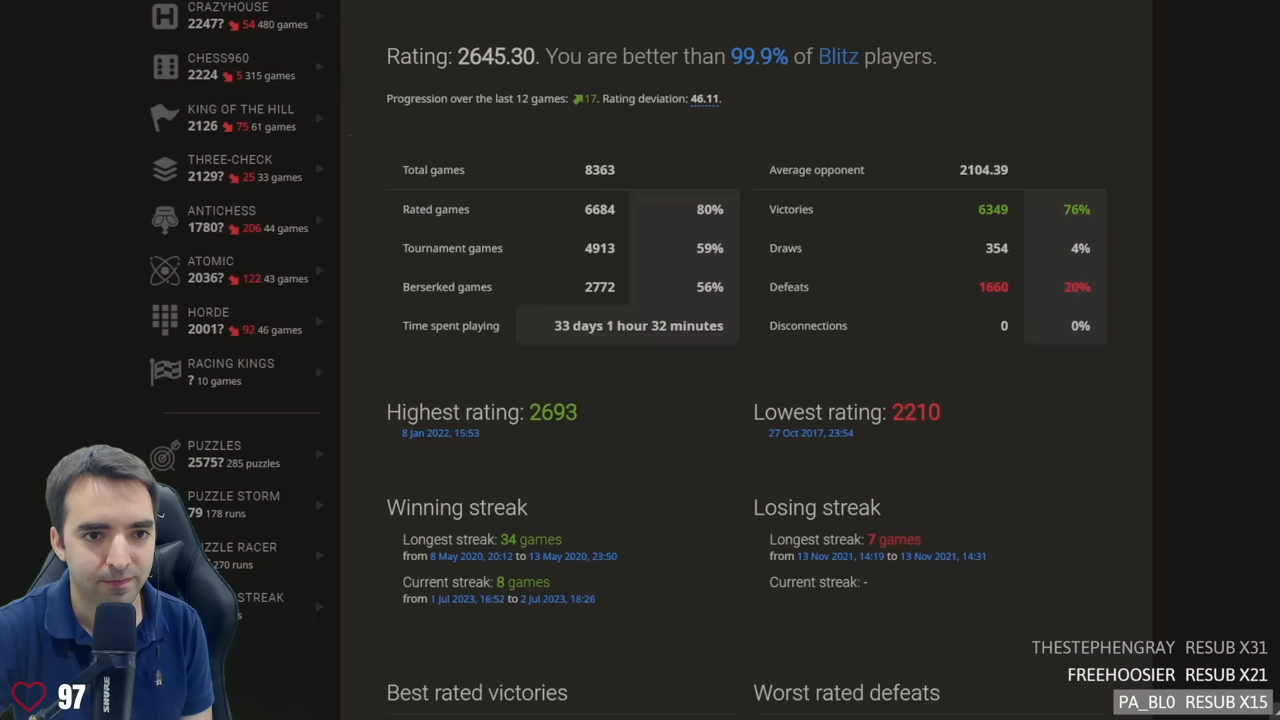 CRAZYHOUSE
2247? 54 480 games
CHESS960
2224 5 315 games
KING OF THE HILL
2126 75 61 games
THREE-CHECK
2129? 25 33 games
ANTICHESS
1780? 206 44 games
ATOMIC
2036? 122 43 games
HORDE
2001? 92 46 games
RACING KINGS
? 10 games
PUZZLES
2575? 285 puzzles
PUZZLE STORM
79 178 runs
ZZLE RACER
270 runs
STREAK
Rating: 2645.30. You are better than 99.9% of Blitz players.
Progression over the last 12 games: 17. Rating deviation: 46.11.
Total games 8363
Rated games 6684 80%
Tournament games 4913 59%
Berserked games 2772 56%
Time spent playing 33 days 1 hour 32 minutes
Average opponent 2104.39
Victories 6349 76%
Draws 354 4%
Defeats 1660 20%
Disconnections 0 0%
Highest rating: 2693
8 Jan 2022, 15:53
Lowest rating: 2210
27 Oct 2017, 23:54
Winning streak
Longest streak: 34 games
from 8 May 2020, 20:12 to 13 May 2020, 23:50
Current streak: 8 games
from 1 Jul 2023, 16:52 to 2 Jul 2023, 18:26
Losing streak
Longest streak: 7 games
from 13 Nov 2021, 14:19 to 13 Nov 2021, 14:31
Current streak: -
Best rated victories
Worst rated defeats
THESTEPHENGRAY RESUB X31
FREEHOOSIER RESUB X21
PA_BL0 RESUB X15
97
SHURE